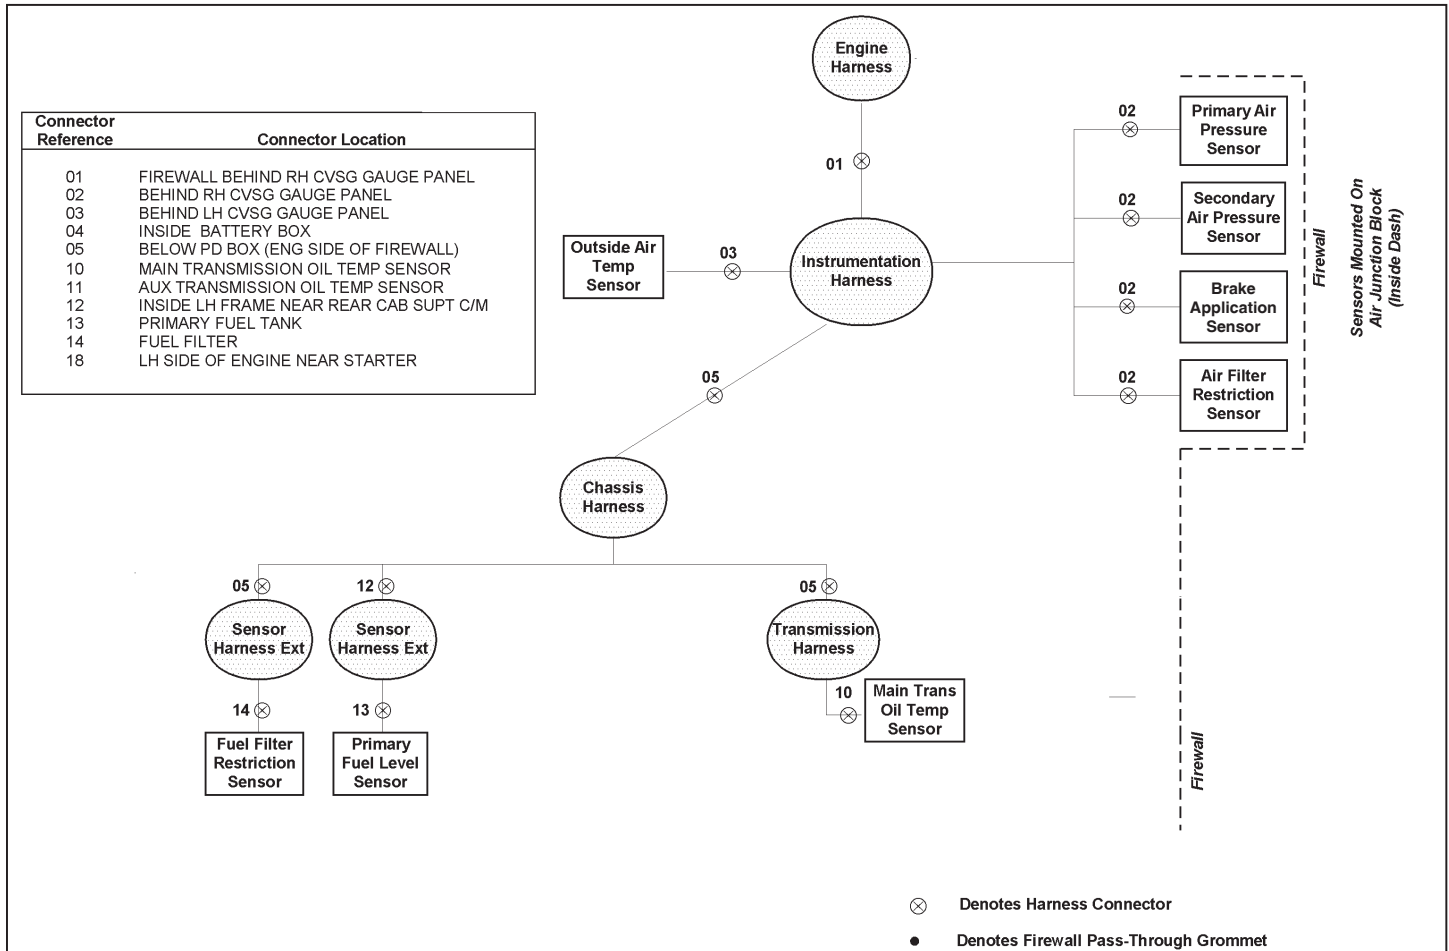 Engine
Harness
01
Connector
Reference
Connector Location
01 FIREWALL BEHIND RH CVSG GAUGE PANEL
02 BEHIND RH CVSG GAUGE PANEL
03 BEHIND LH CVSG GAUGE PANEL
04 INSIDE BATTERY BOX
05 BELOW PD BOX (ENG SIDE OF FIREWALL)
10 MAIN TRANSMISSION OIL TEMP SENSOR
11 AUX TRANSMISSION OIL TEMP SENSOR
12 INSIDE LH FRAME NEAR REAR CAB SUPT C/M
13 PRIMARY FUEL TANK
14 FUEL FILTER
18 LH SIDE OF ENGINE NEAR STARTER
Outside Air
Temp
Sensor
03
Instrumentation
Harness
02
Primary Air
Pressure
Sensor
02
Secondary
Air Pressure
Sensor
02
Brake
Application
Sensor
02
Air Filter
Restriction
Sensor
Firewall
Sensors Mounted On
Air Junction Block
(Inside Dash)
05
Chassis
Harness
05
Sensor
Harness Ext
14
Fuel Filter
Restriction
Sensor
12
Sensor
Harness Ext
13
Primary
Fuel Level
Sensor
05
Transmission
Harness
10
Main Trans
Oil Temp
Sensor
Firewall
Denotes Harness Connector
Denotes Firewall Pass-Through Grommet